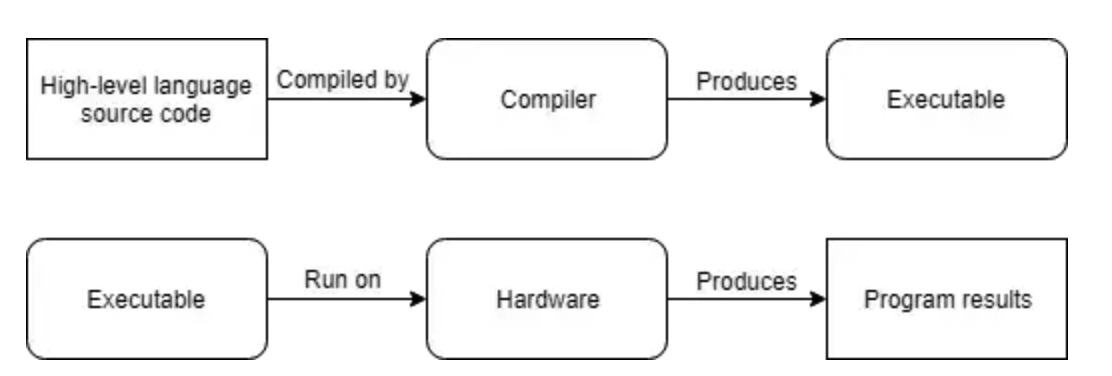 High-level language
source code
Compiled by
Compiler
Produces
Executable
Executable
Run on
Hardware
Produces
Program results